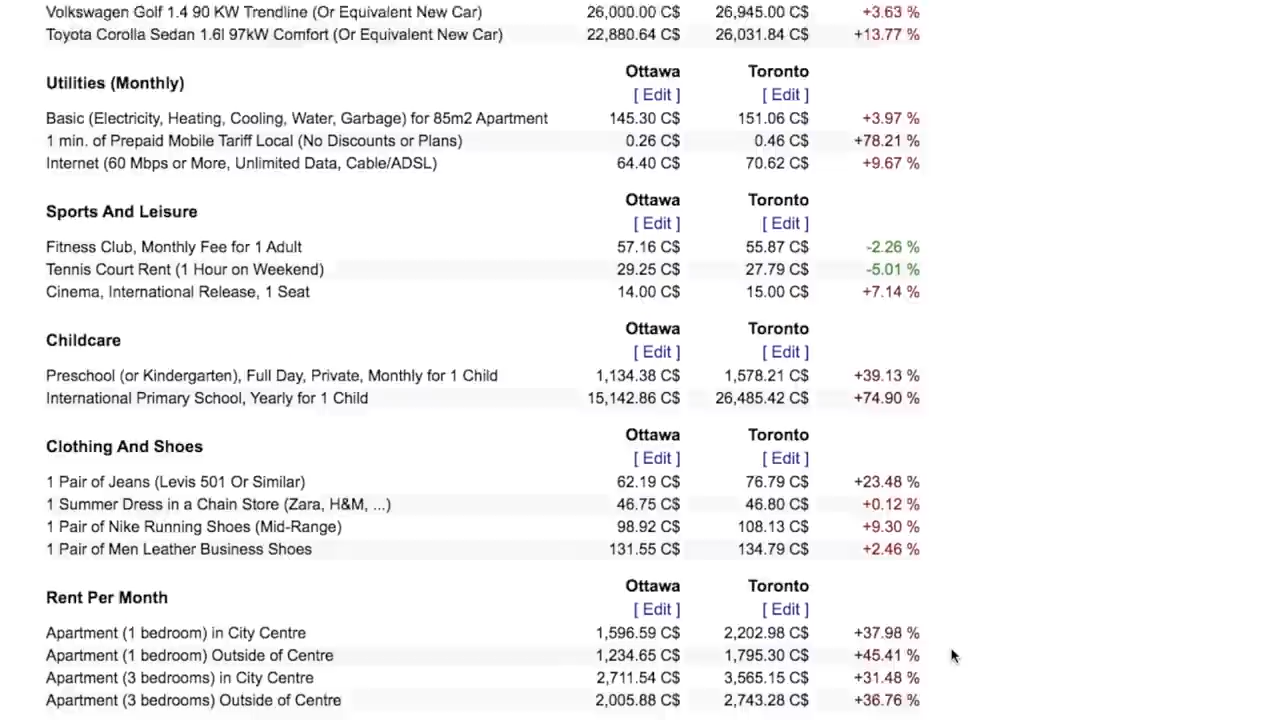 Volkswagen Golf 1.4 90 KW Trendline (Or Equivalent New Car) 26,000.00 C$ 26,945.00 C$ +3.63 %
Toyota Corolla Sedan 1.6l 97kW Comfort (Or Equivalent New Car) 22,880.64 C$ 26,031.84 C$ +13.77 %
Utilities (Monthly) Ottawa Toronto
[ Edit ] [ Edit ]
Basic (Electricity, Heating, Cooling, Water, Garbage) for 85m2 Apartment 145.30 C$ 151.06 C$ +3.97 %
1 min. of Prepaid Mobile Tariff Local (No Discounts or Plans) 0.26 C$ 0.46 C$ +78.21 %
Internet (60 Mbps or More, Unlimited Data, Cable/ADSL) 64.40 C$ 70.62 C$ +9.67 %
Sports And Leisure Ottawa Toronto
[ Edit ] [ Edit ]
Fitness Club, Monthly Fee for 1 Adult 57.16 C$ 55.87 C$ -2.26 %
Tennis Court Rent (1 Hour on Weekend) 29.25 C$ 27.79 C$ -5.01 %
Cinema, International Release, 1 Seat 14.00 C$ 15.00 C$ +7.14 %
Childcare Ottawa Toronto
[ Edit ] [ Edit ]
Preschool (or Kindergarten), Full Day, Private, Monthly for 1 Child 1,134.38 C$ 1,578.21 C$ +39.13 %
International Primary School, Yearly for 1 Child 15,142.86 C$ 26,485.42 C$ +74.90 %
Clothing And Shoes Ottawa Toronto
[ Edit ] [ Edit ]
1 Pair of Jeans (Levis 501 Or Similar) 62.19 C$ 76.79 C$ +23.48 %
1 Summer Dress in a Chain Store (Zara, H&M, ...) 46.75 C$ 46.80 C$ +0.12 %
1 Pair of Nike Running Shoes (Mid-Range) 98.92 C$ 108.13 C$ +9.30 %
1 Pair of Men Leather Business Shoes 131.55 C$ 134.79 C$ +2.46 %
Rent Per Month Ottawa Toronto
[ Edit ] [ Edit ]
Apartment (1 bedroom) in City Centre 1,596.59 C$ 2,202.98 C$ +37.98 %
Apartment (1 bedroom) Outside of Centre 1,234.65 C$ 1,795.30 C$ +45.41 %
Apartment (3 bedrooms) in City Centre 2,711.54 C$ 3,565.15 C$ +31.48 %
Apartment (3 bedrooms) Outside of Centre 2,005.88 C$ 2,743.28 C$ +36.76 %